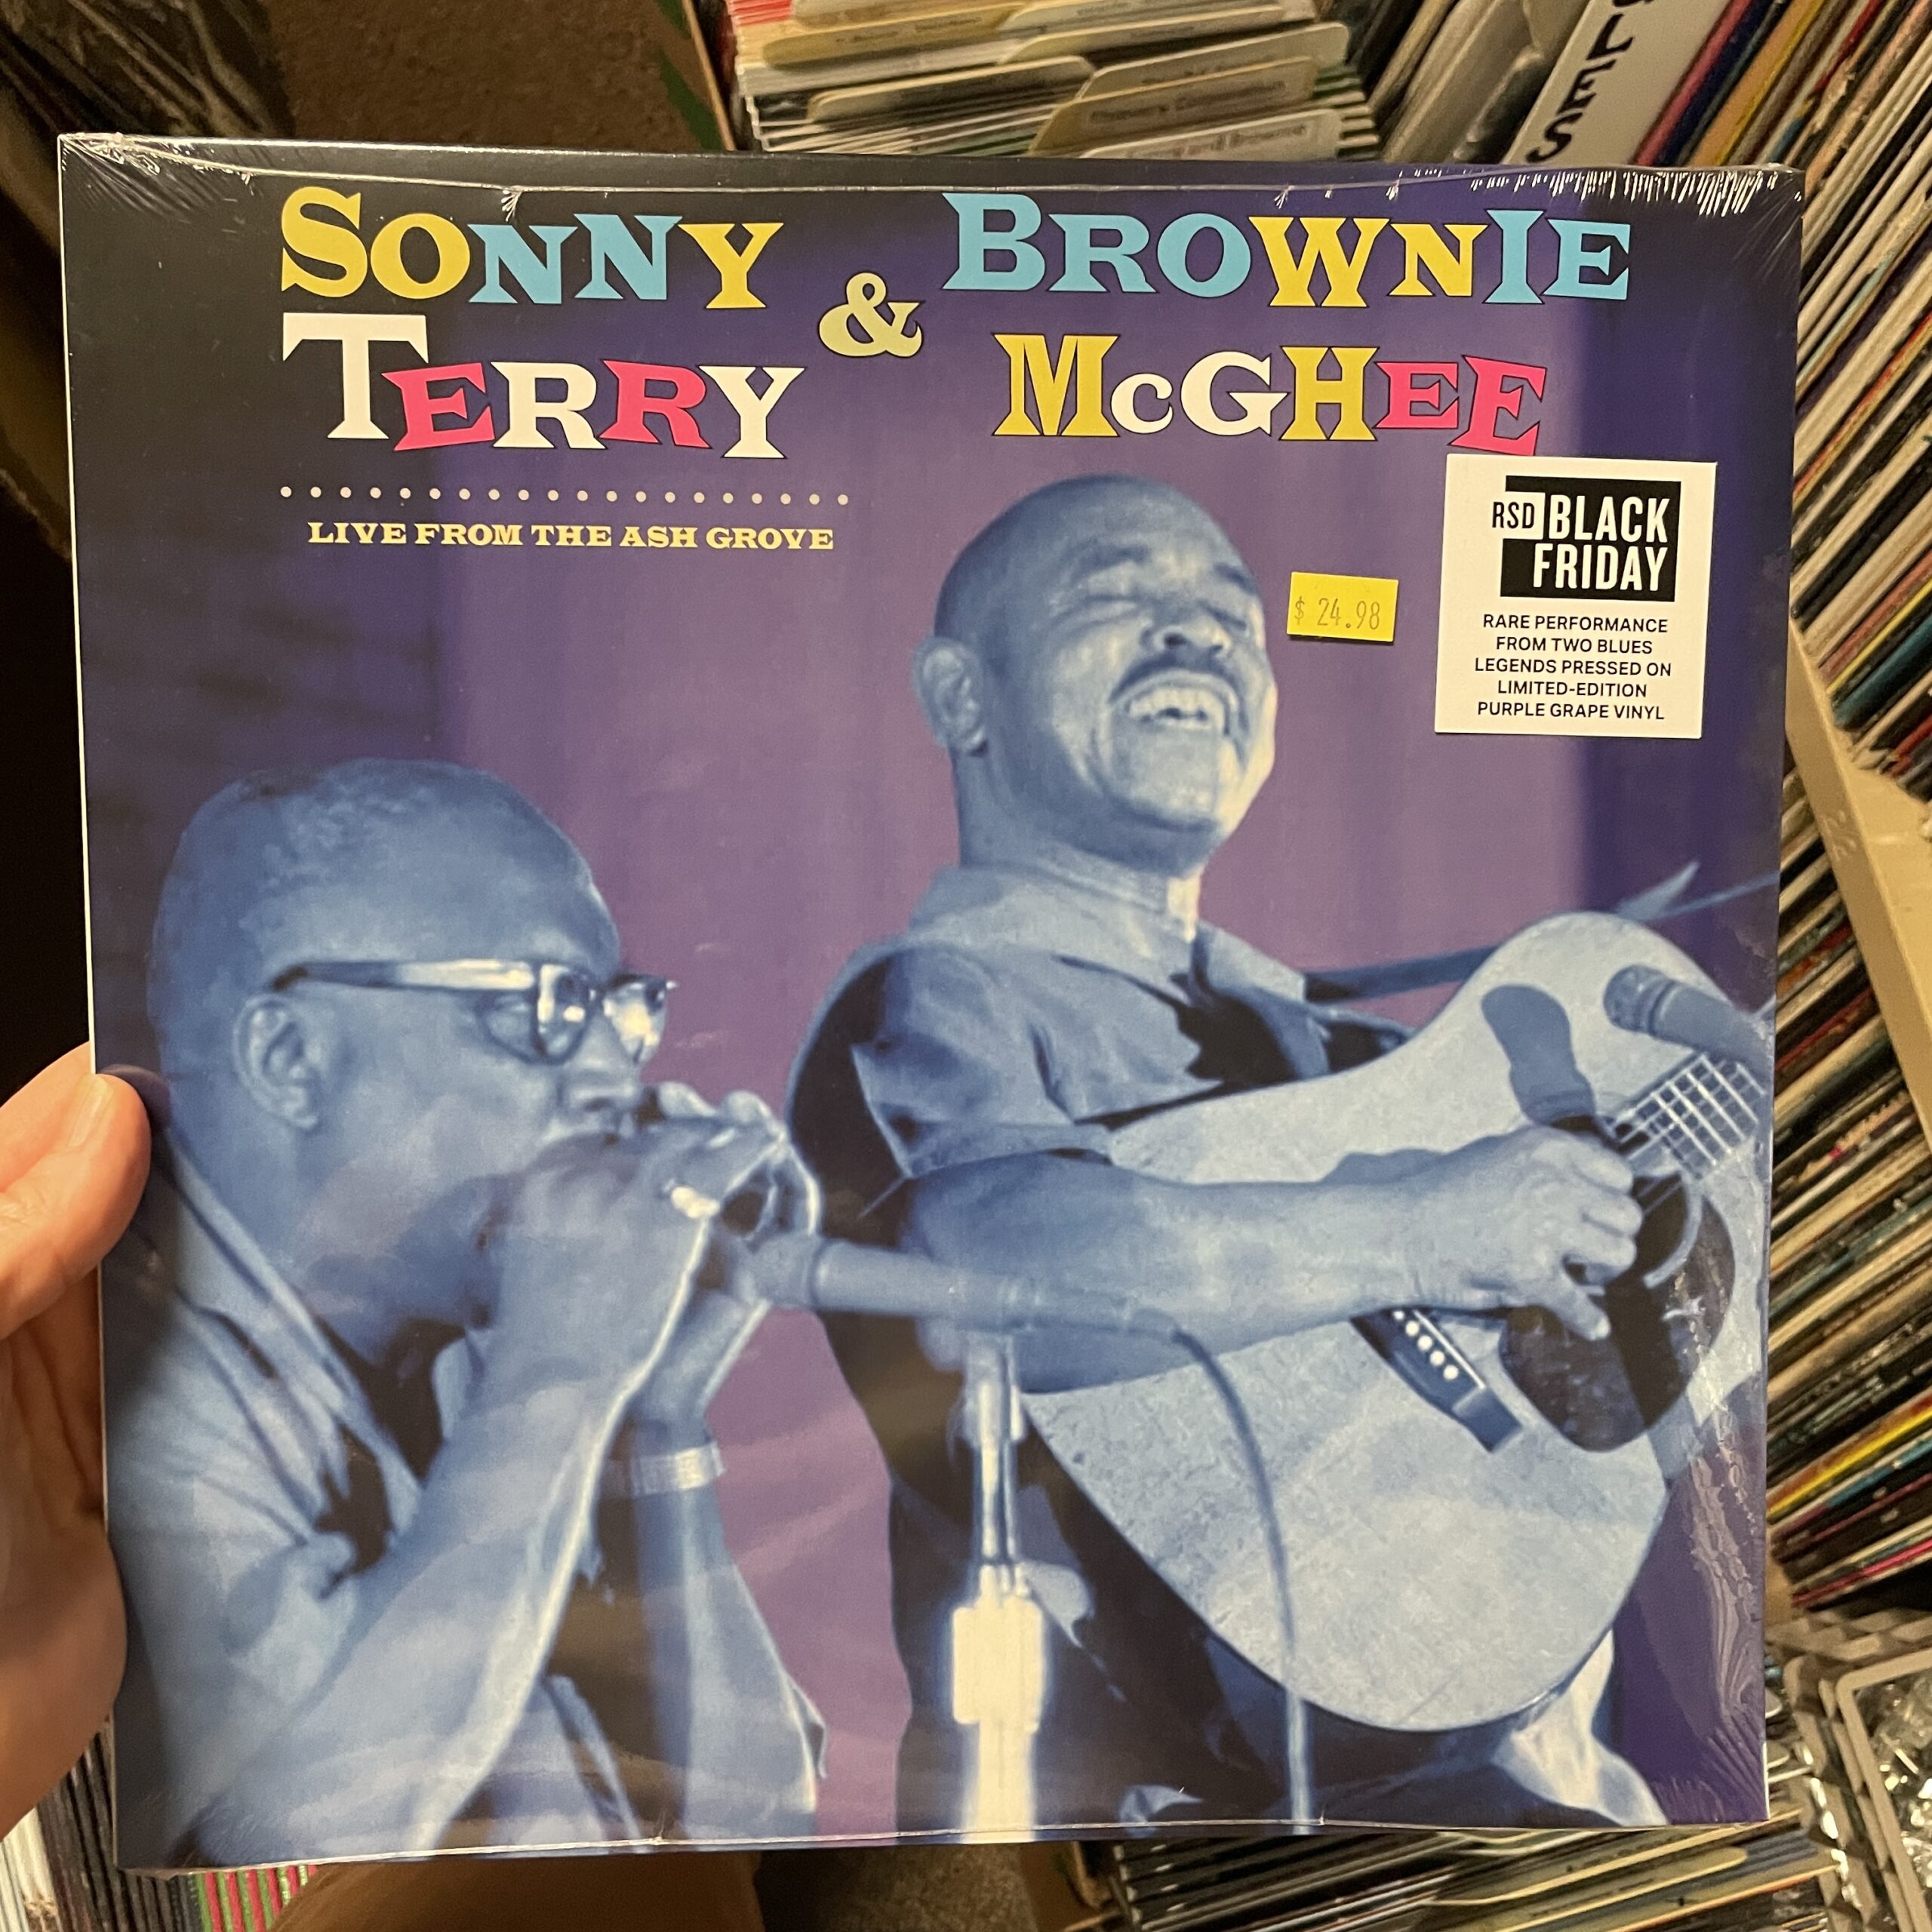 SONNY
TERRY
&
BROWNIE
McGHEE
LIVE FROM THE ASH GROVE
$ 24.98
RSD BLACK
FRIDAY
RARE PERFORMANCE
FROM TWO BLUES
LEGENDS PRESSED ON
LIMITED-EDITION
PURPLE GRAPE VINYL
LES